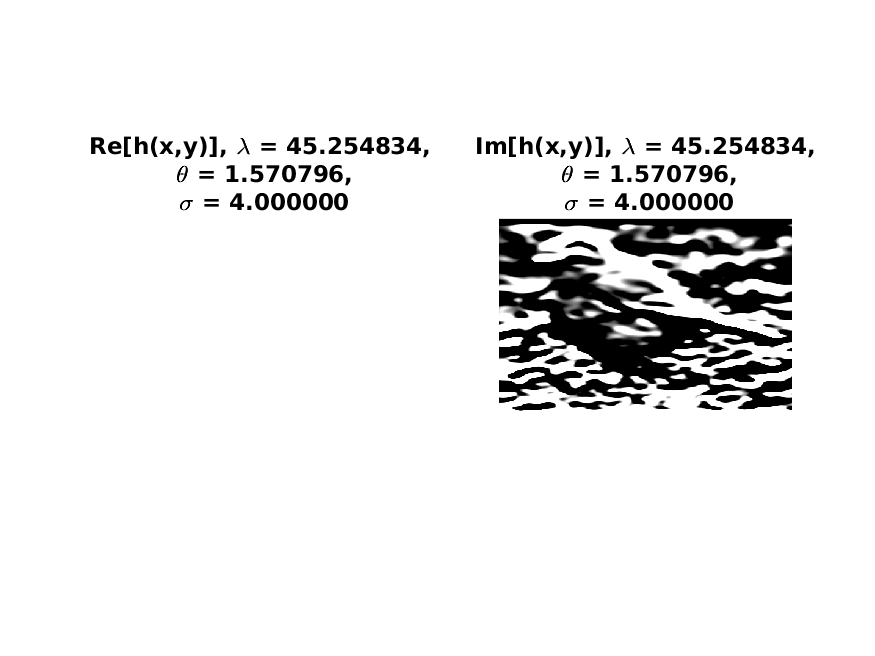 Re[h(x,y)], λ = 45.254834,
θ = 1.570796,
σ = 4.000000
Im[h(x,y)], λ = 45.254834,
θ = 1.570796,
σ = 4.000000